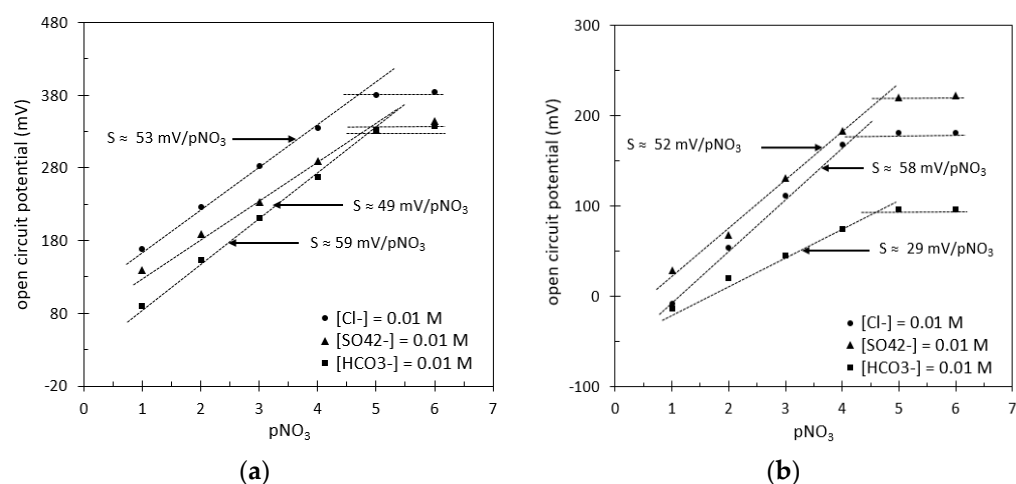 480
380
280
180
80
-20
open circuit potential (mV)
S ≈ 53 mV/pNO₃
S ≈ 49 mV/pNO₃
S ≈ 59 mV/pNO₃
[Cl-] = 0.01 M
[SO42-] = 0.01 M
[HCO3-] = 0.01 M
0 1 2 3 4 5 6 7
pNO₃
(a)
300
200
100
0
-100
open circuit potential (mV)
S ≈ 52 mV/pNO₃
S ≈ 58 mV/pNO₃
S ≈ 29 mV/pNO₃
[Cl-] = 0.01 M
[SO42-] = 0.01 M
[HCO3-] = 0.01 M
0 1 2 3 4 5 6 7
pNO₃
(b)